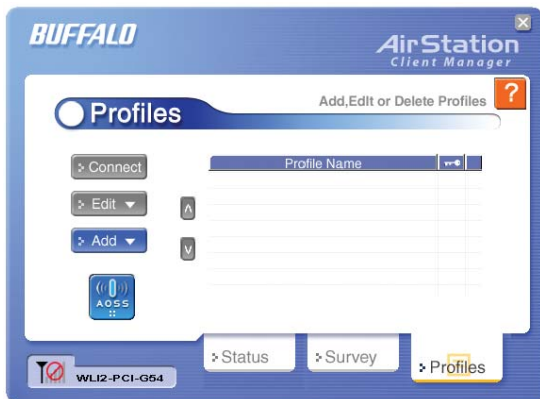 BUFFALO
AirStation
Client Manager
Profiles
Add,Edit or Delete Profiles
?
Connect
Edit
Add
AOSS
Profile Name
Status
Survey
Profiles
WLI2-PCI-G54